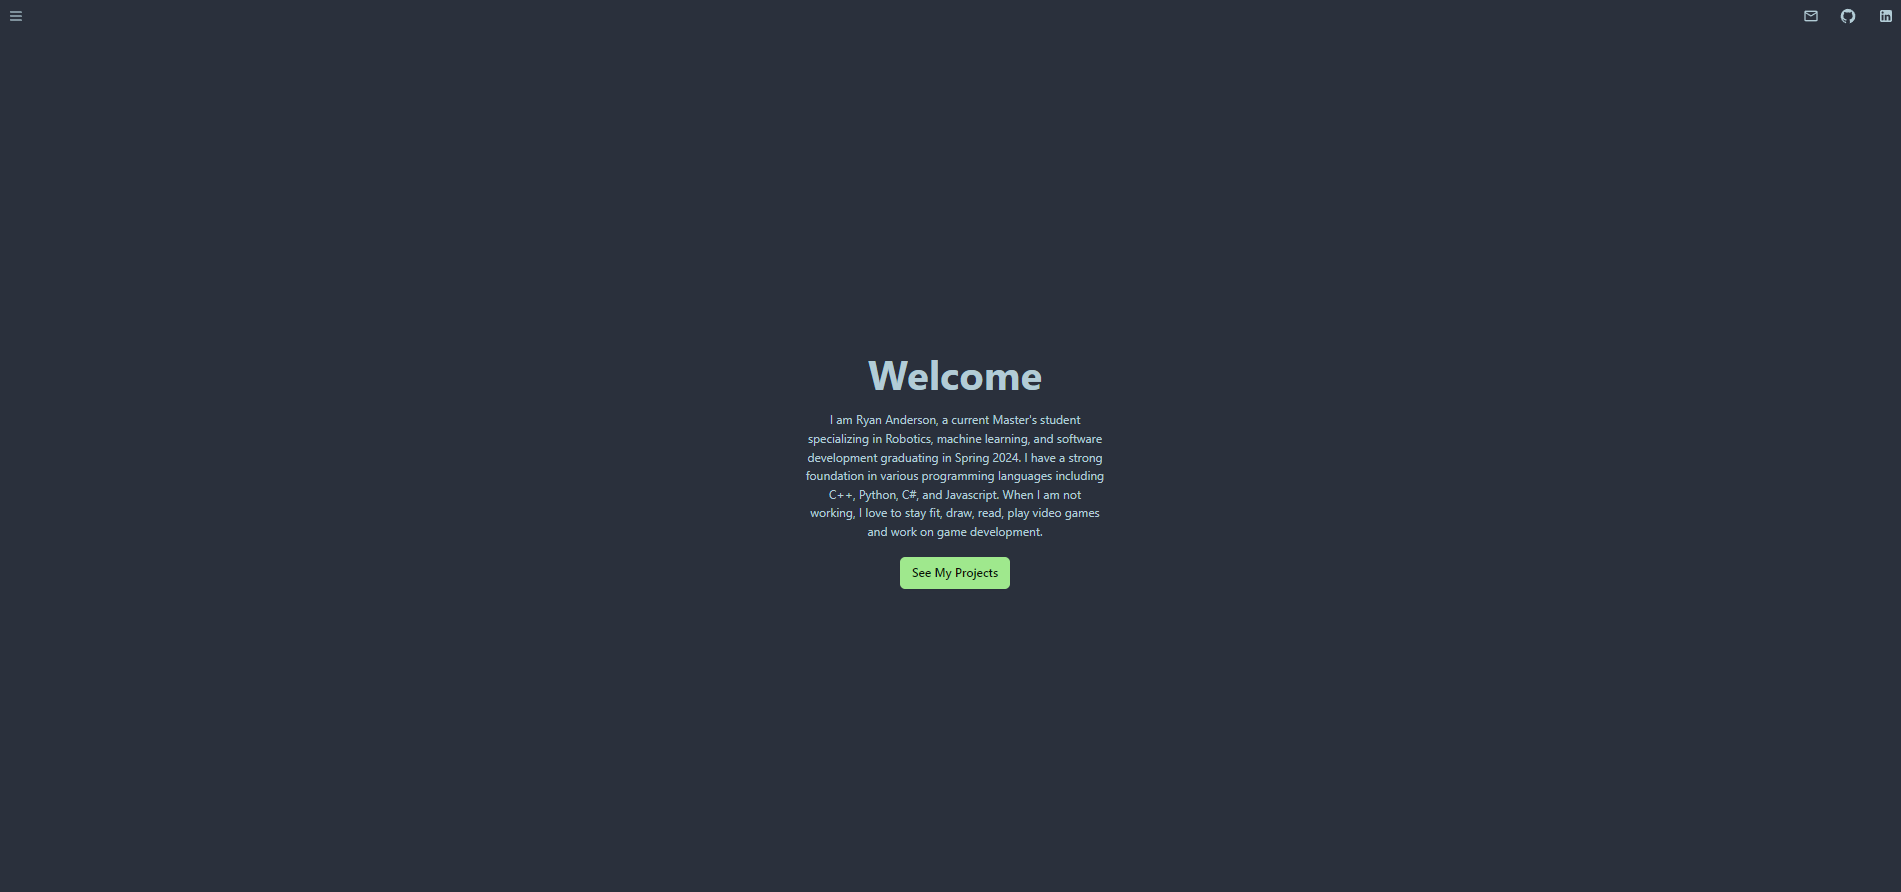 Welcome
I am Ryan Anderson, a current Master's student
specializing in Robotics, machine learning, and software
development graduating in Spring 2024. I have a strong
foundation in various programming languages including
C++, Python, C#, and Javascript. When I am not
working, I love to stay fit, draw, read, play video games
and work on game development.
See My Projects